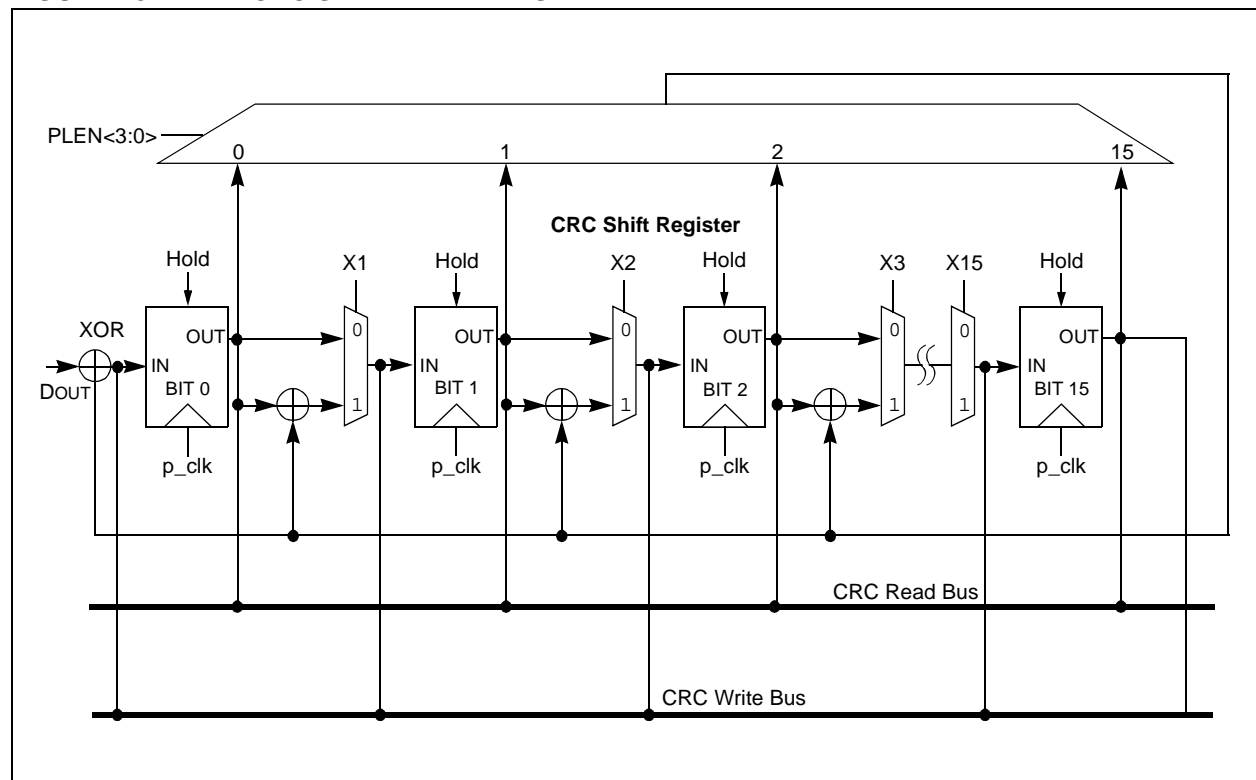 PLEN<3:0>
0 1 2 15
CRC Shift Register
Hold X1 Hold X2 Hold X3 X15 Hold
XOR
OUT 0 OUT 0 OUT 0 0 OUT
IN IN IN IN
DOUT
BIT 0 1 BIT 1 1 BIT 2 1 1 BIT 15
p_clk p_clk p_clk p_clk
CRC Read Bus
CRC Write Bus